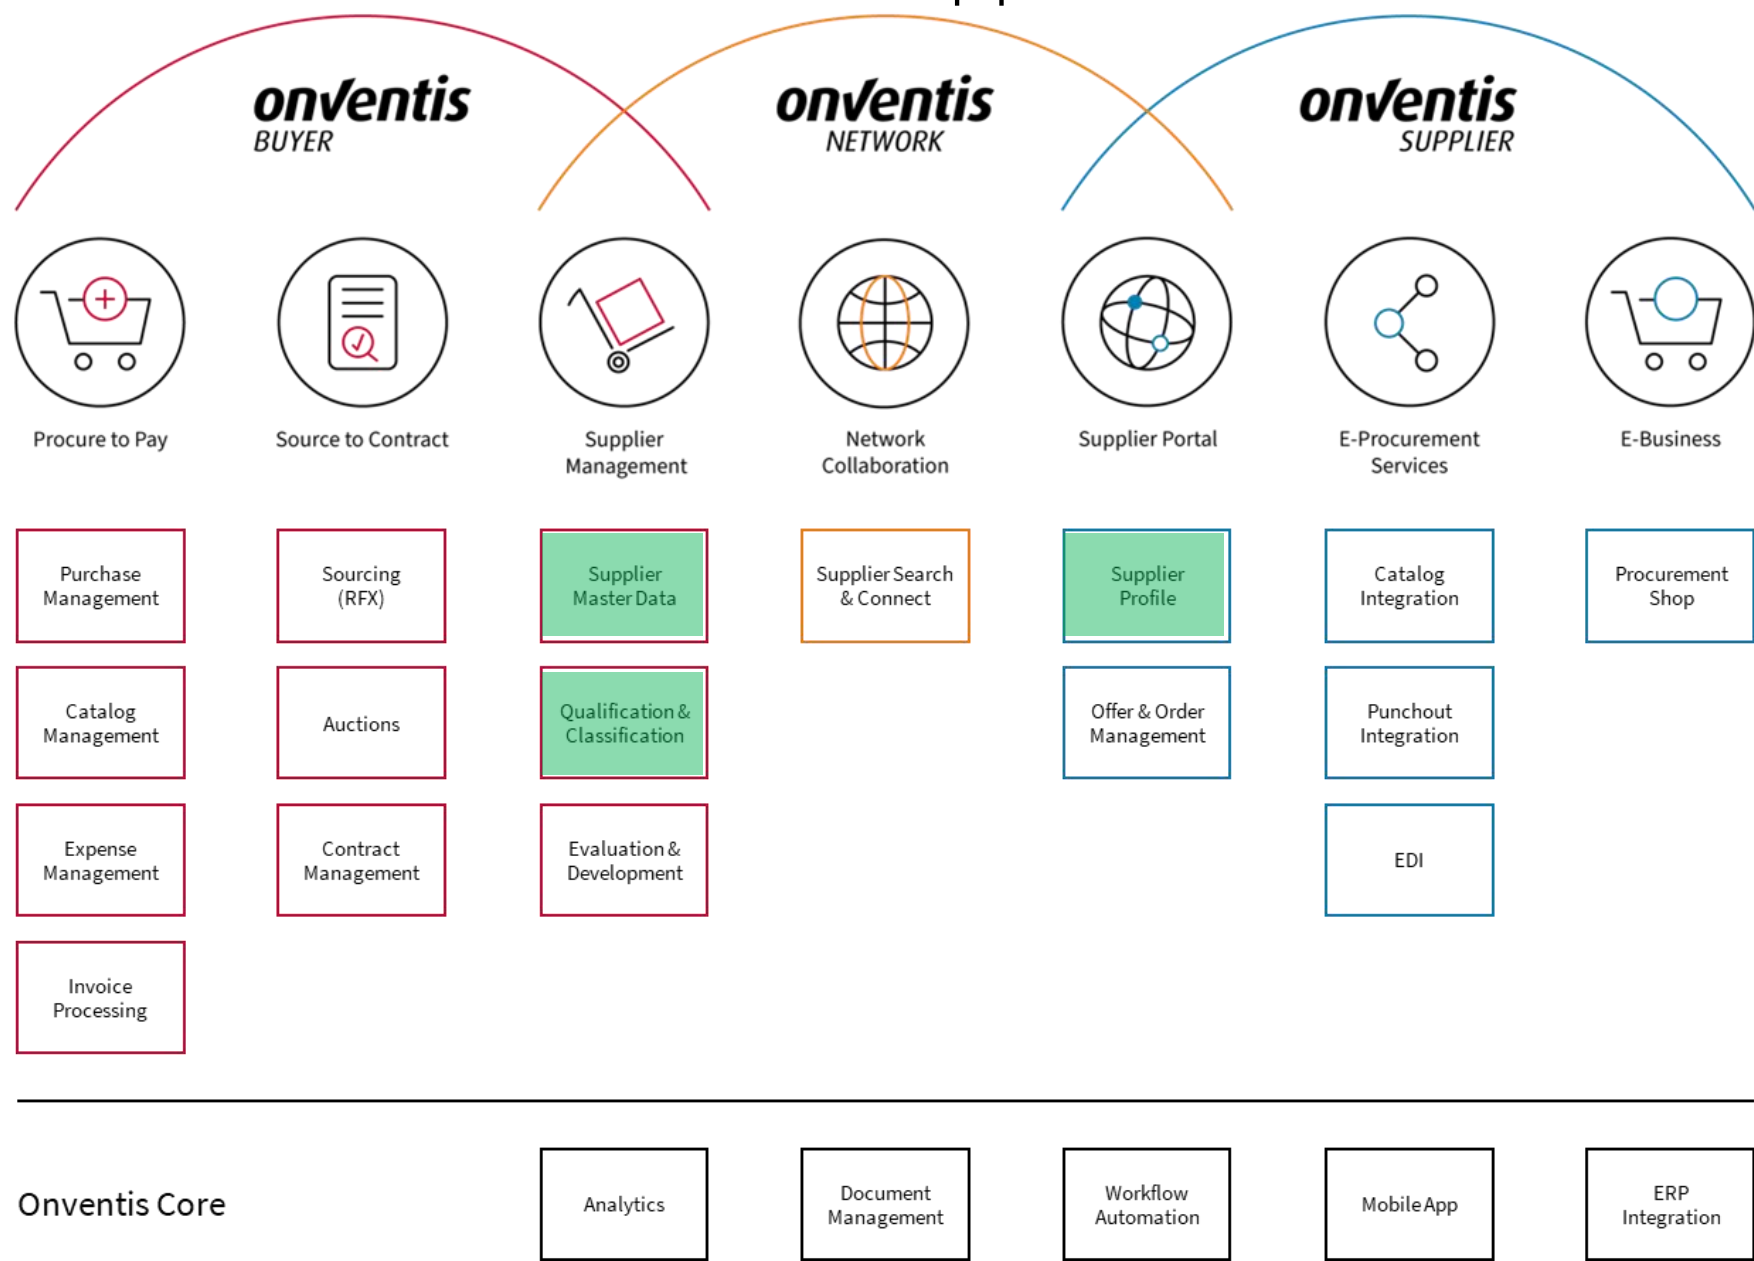 onventis
BUYER
onventis
NETWORK
onventis
SUPPLIER
Procure to Pay
Source to Contract
Supplier
Management
Network
Collaboration
Supplier Portal
E-Procurement
Services
E-Business
Purchase
Management
Sourcing
(RFX)
Supplier
Master Data
Supplier Search
& Connect
Supplier
Profile
Catalog
Integration
Procurement
Shop
Catalog
Management
Auctions
Qualification &
Classification
Offer & Order
Management
Punchout
Integration
Expense
Management
Contract
Management
Evaluation &
Development
EDI
Invoice
Processing
Onventis Core
Analytics
Document
Management
Workflow
Automation
Mobile App
ERP
Integration